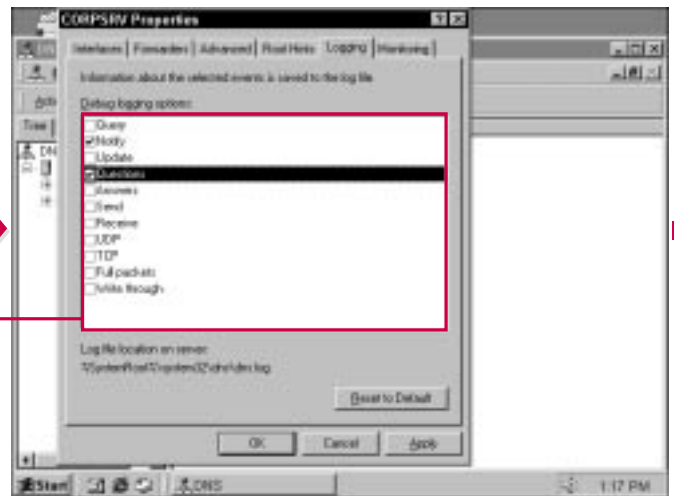 CORPSRV Properties
Interfaces Forwarders Advanced Root Hints Logging Monitoring
Information about the selected events is saved to the log file.
Debug logging options:
Query
Notify
Update
Questions
Answers
Send
Receive
UDP
TCP
Full packets
Write through
Log file location on server:
%SystemRoot%\system32\dns\dns.log
Reset to Default
OK Cancel Apply
Tree
Start DNS 1:17 PM